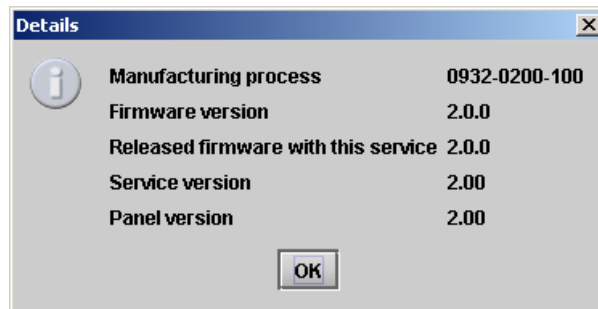 Details
Manufacturing process 0932-0200-100
Firmware version 2.0.0
Released firmware with this service 2.0.0
Service version 2.00
Panel version 2.00
OK